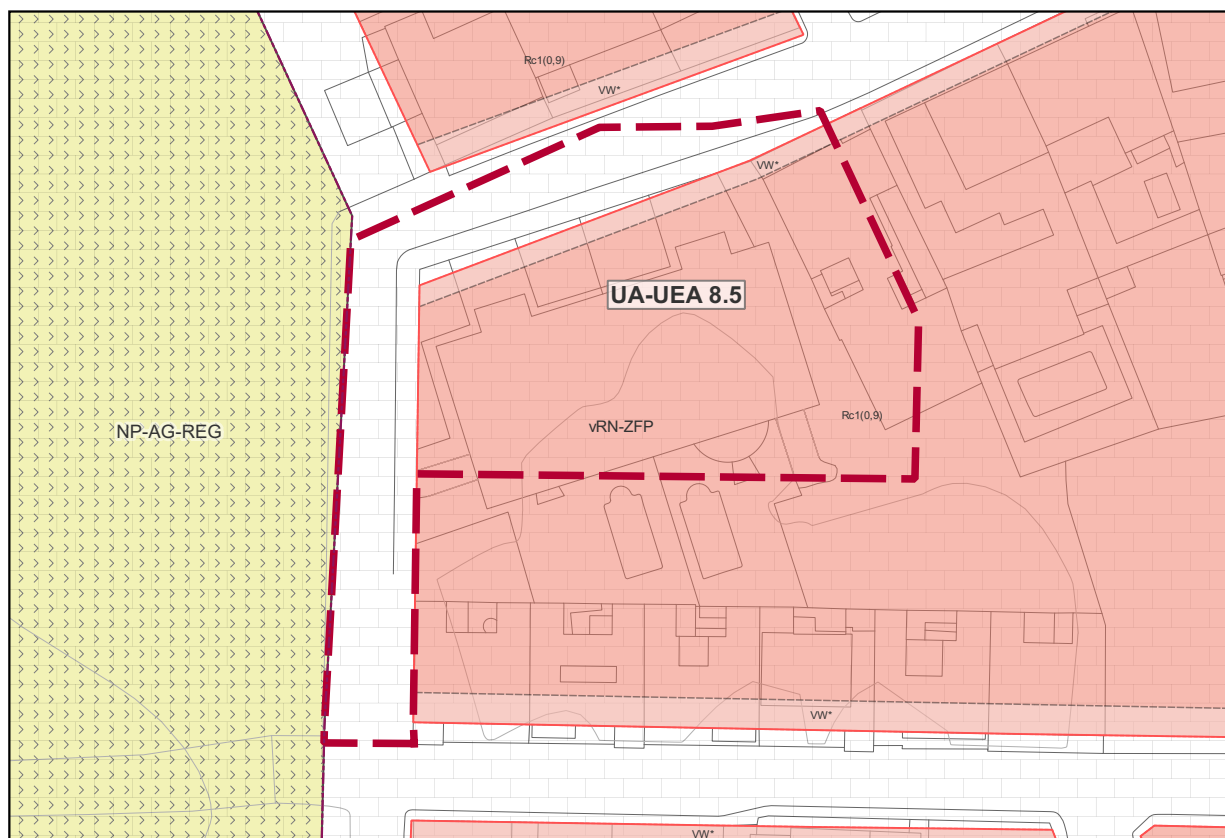 Rc1(0,9)
VW*
VW*
UA-UEA 8.5
Rc1(0,9)
vRN-ZFP
NP-AG-REG
VW*
VW*